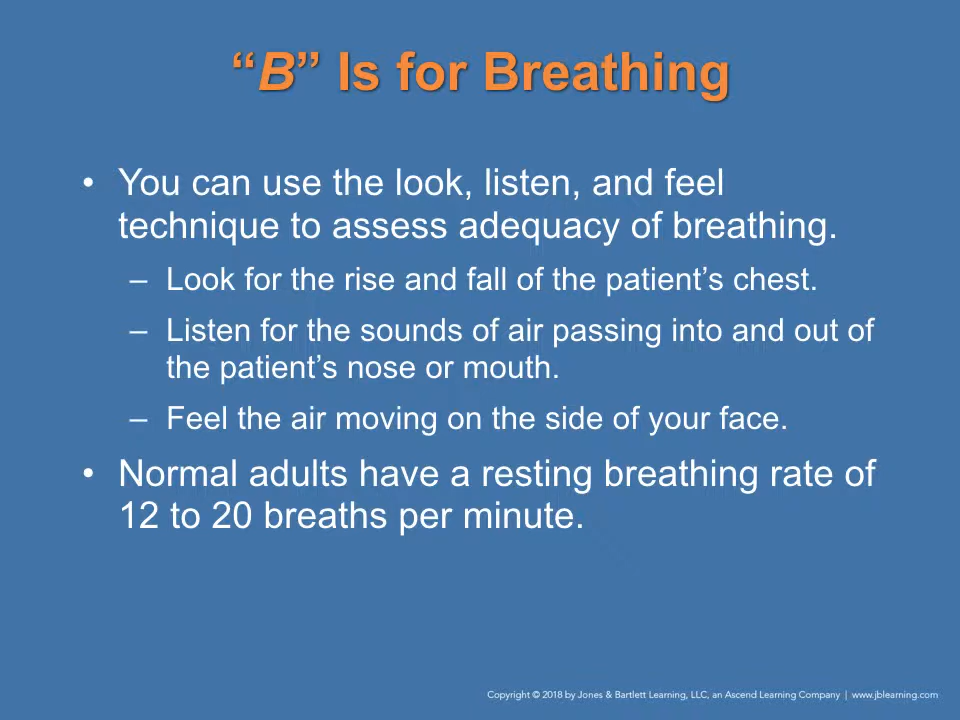 “B” Is for Breathing
• You can use the look, listen, and feel
technique to assess adequacy of breathing.
– Look for the rise and fall of the patient’s chest.
– Listen for the sounds of air passing into and out of
the patient’s nose or mouth.
– Feel the air moving on the side of your face.
• Normal adults have a resting breathing rate of
12 to 20 breaths per minute.
Copyright © 2018 by Jones & Bartlett Learning, LLC, an Ascend Learning Company | www.jblearning.com